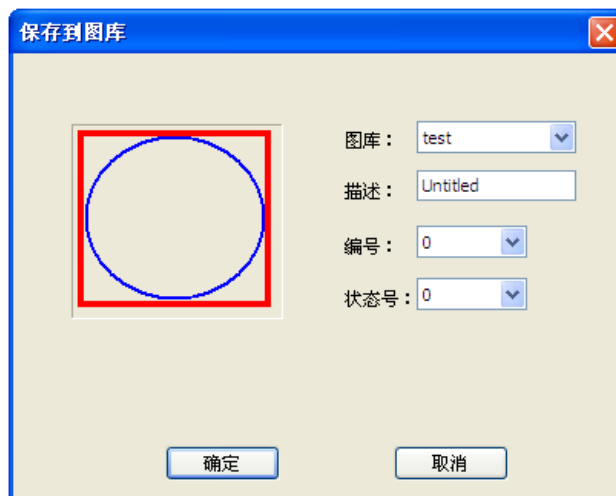 保存到图库
图库： test
描述： Untitled
编号： 0
状态号： 0
确定 取消